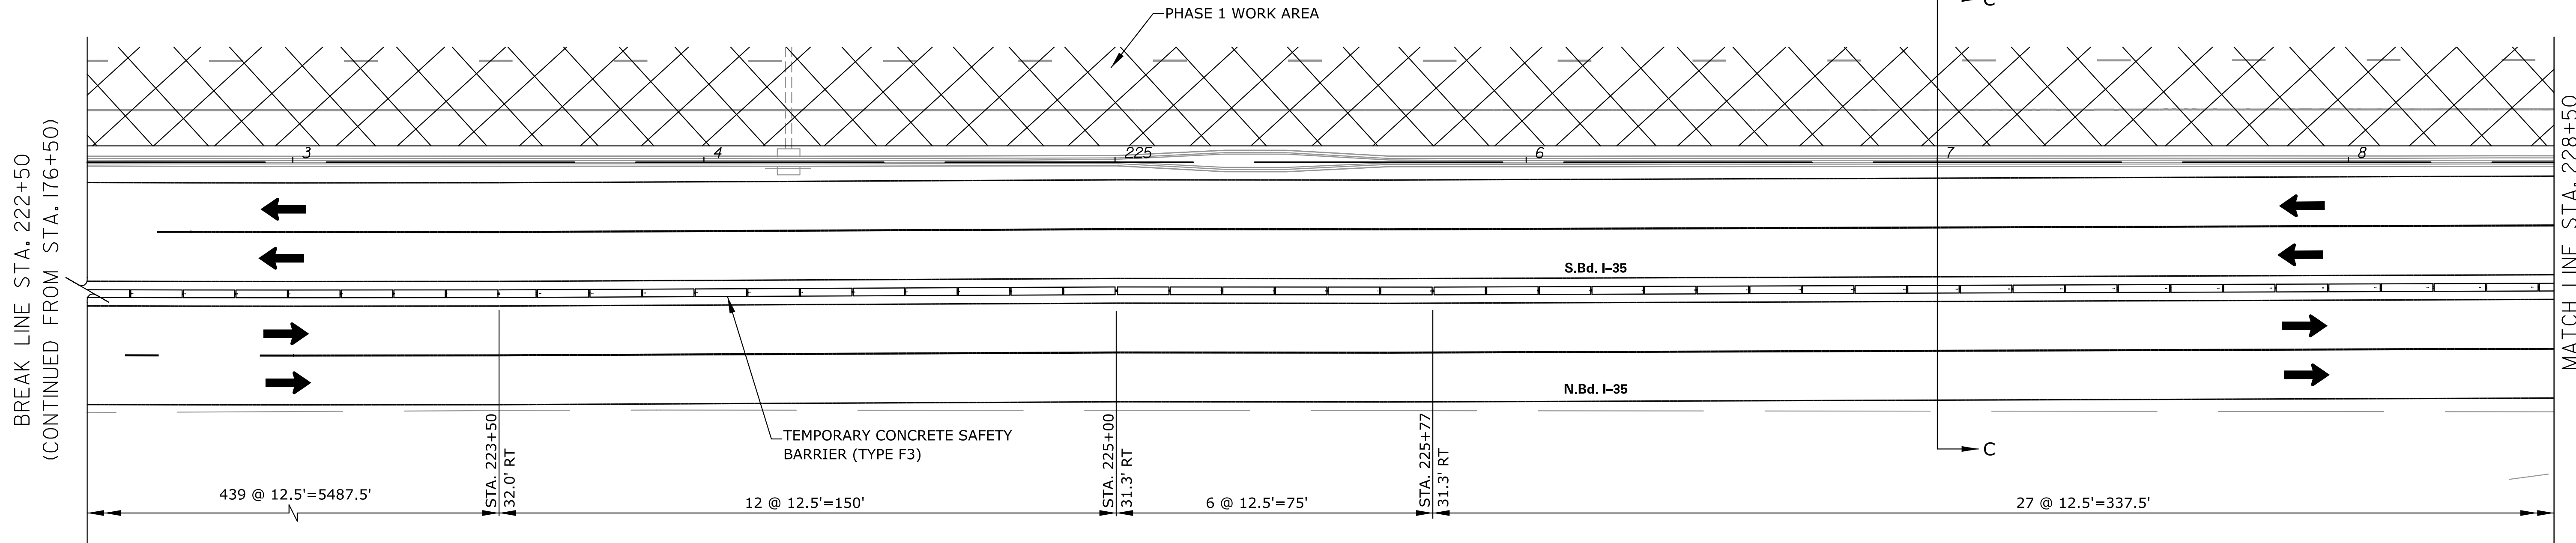 PHASE 1 WORK AREA
C
BREAK LINE STA. 222+50
(CONTINUED FROM STA. 176+50)
3
4
225
6
7
8
MATCH LINE STA. 228+50
S.Bd. I-35
N.Bd. I-35
TEMPORARY CONCRETE SAFETY
BARRIER (TYPE F3)
STA. 223+50
32.0' RT
STA. 225+00
31.3' RT
STA. 225+77
31.3' RT
C
439 @ 12.5'=5487.5'
12 @ 12.5'=150'
6 @ 12.5'=75'
27 @ 12.5'=337.5'